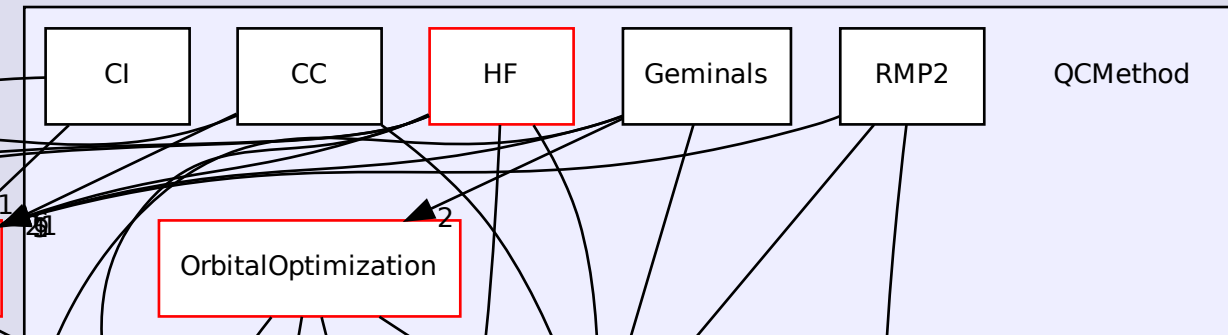 CI
CC
HF
Geminals
RMP2
QCMethod
1
2
OrbitalOptimization